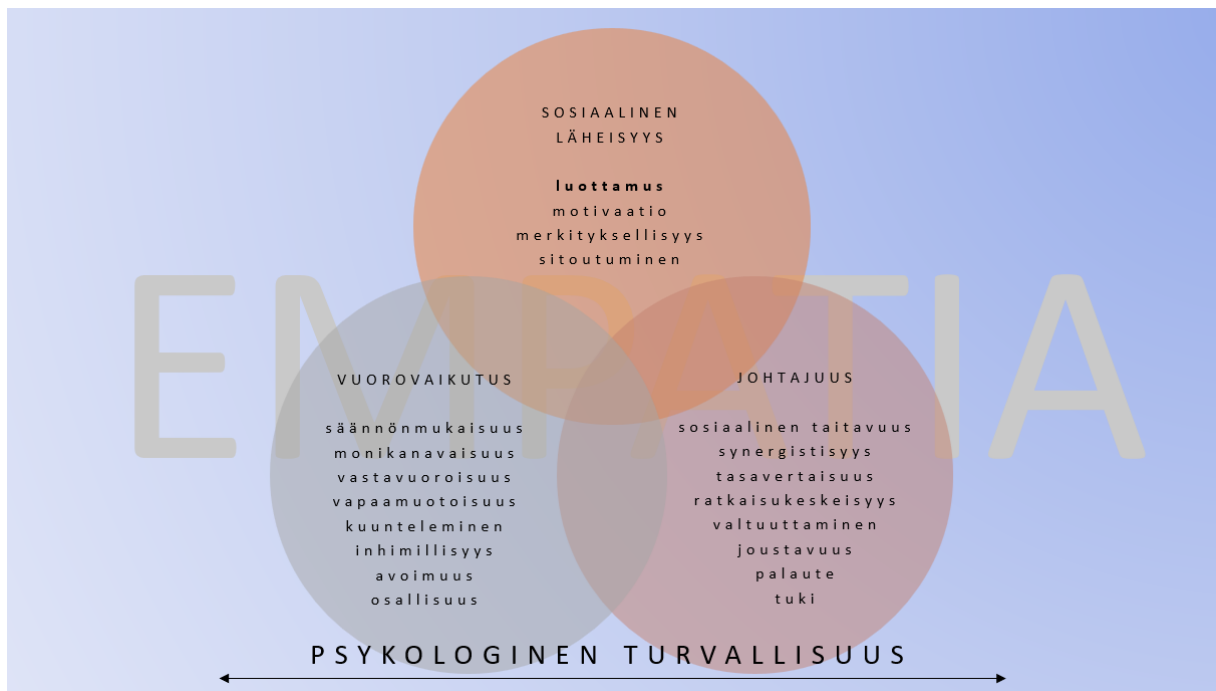 SOSIAALINEN
LÄHEISYYS
luottamus
motivaatio
merkityksellisyys
sitoutuminen
EMPATIA
VUOROVAIKUTUS
säännönmukaisuus
monikanavaisuus
vastavuoroisuus
vapaamuotoisuus
kuunteleminen
inhimillisyys
avoimuus
osallisuus
JOHTAJUUS
sosiaalinen taitavuus
synergistisyys
tasavertaisuus
ratkaisukeskeisyys
valtuuttaminen
joustavuus
palaute
tuki
PSYKOLOGINEN TURVALLISUUS